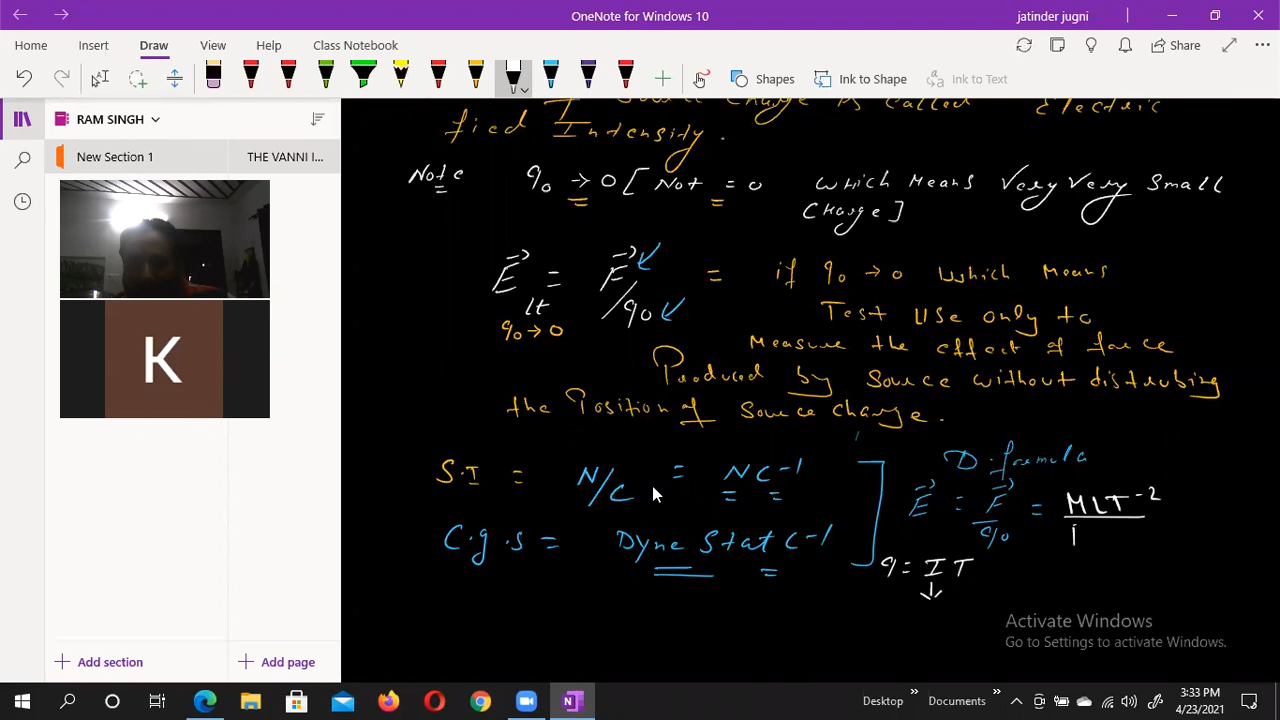 OneNote for Windows 10
jatinder jugni
Home Insert Draw View Help Class Notebook
Share
Shapes Ink to Shape Ink to Text
RAM SINGH
New Section 1 THE VANNI I...
K
Source Charge is Called Electric
fied Intensity.
Note q0 → 0 [ Not = 0 which Means Very Very Small
Charge ]
E⃗ = F⃗/q0 = if q0 → 0 which Means
lt
q0 → 0
Test Use only to
Measure the effect of force
Produced by Source without disturbing
the Position of Source Charge.
S.I = N/C = NC-1
C.g.s = Dyne Stat C-1
D.formula
E⃗ = F⃗/q0 = MLT-2
q = IT
↓
Add section Add page
Activate Windows
Go to Settings to activate Windows.
Desktop » Documents »
3:33 PM
4/23/2021